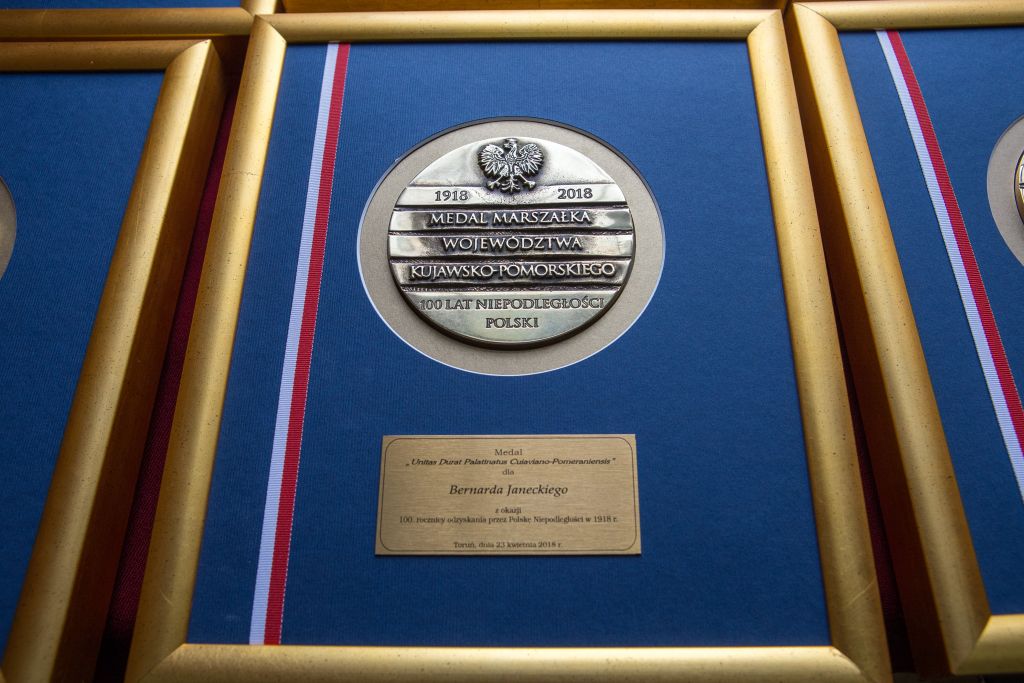 1918 2018
MEDAL MARSZAŁKA
WOJEWÓDZTWA
KUJAWSKO-POMORSKIEGO
100 LAT NIEPODLEGŁOŚCI
POLSKI
Medal
„Unitas Durat Palatinatus Cuiaviano-Pomeraniensis”
dla
Bernarda Janeckiego
z okazji
100. rocznicy odzyskania przez Polskę Niepodległości w 1918 r.
Toruń, dnia 23 kwietnia 2018 r.